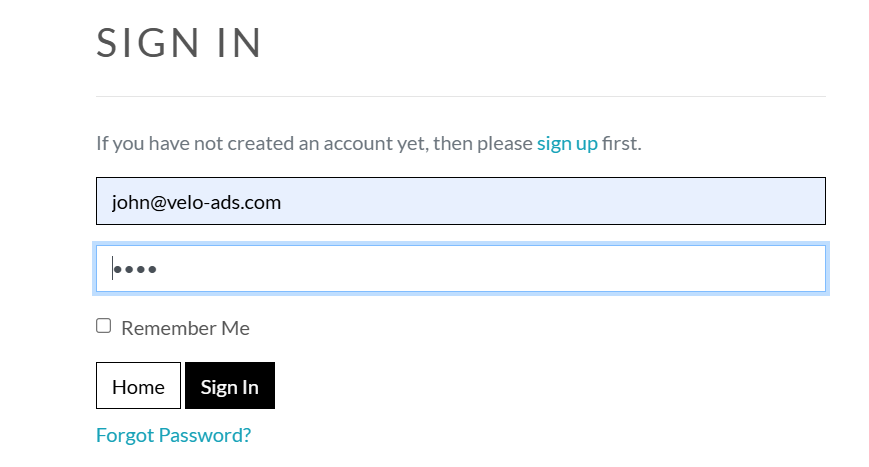 SIGN IN
If you have not created an account yet, then please sign up first.
john@velo-ads.com
••••
Remember Me
Home Sign In
Forgot Password?